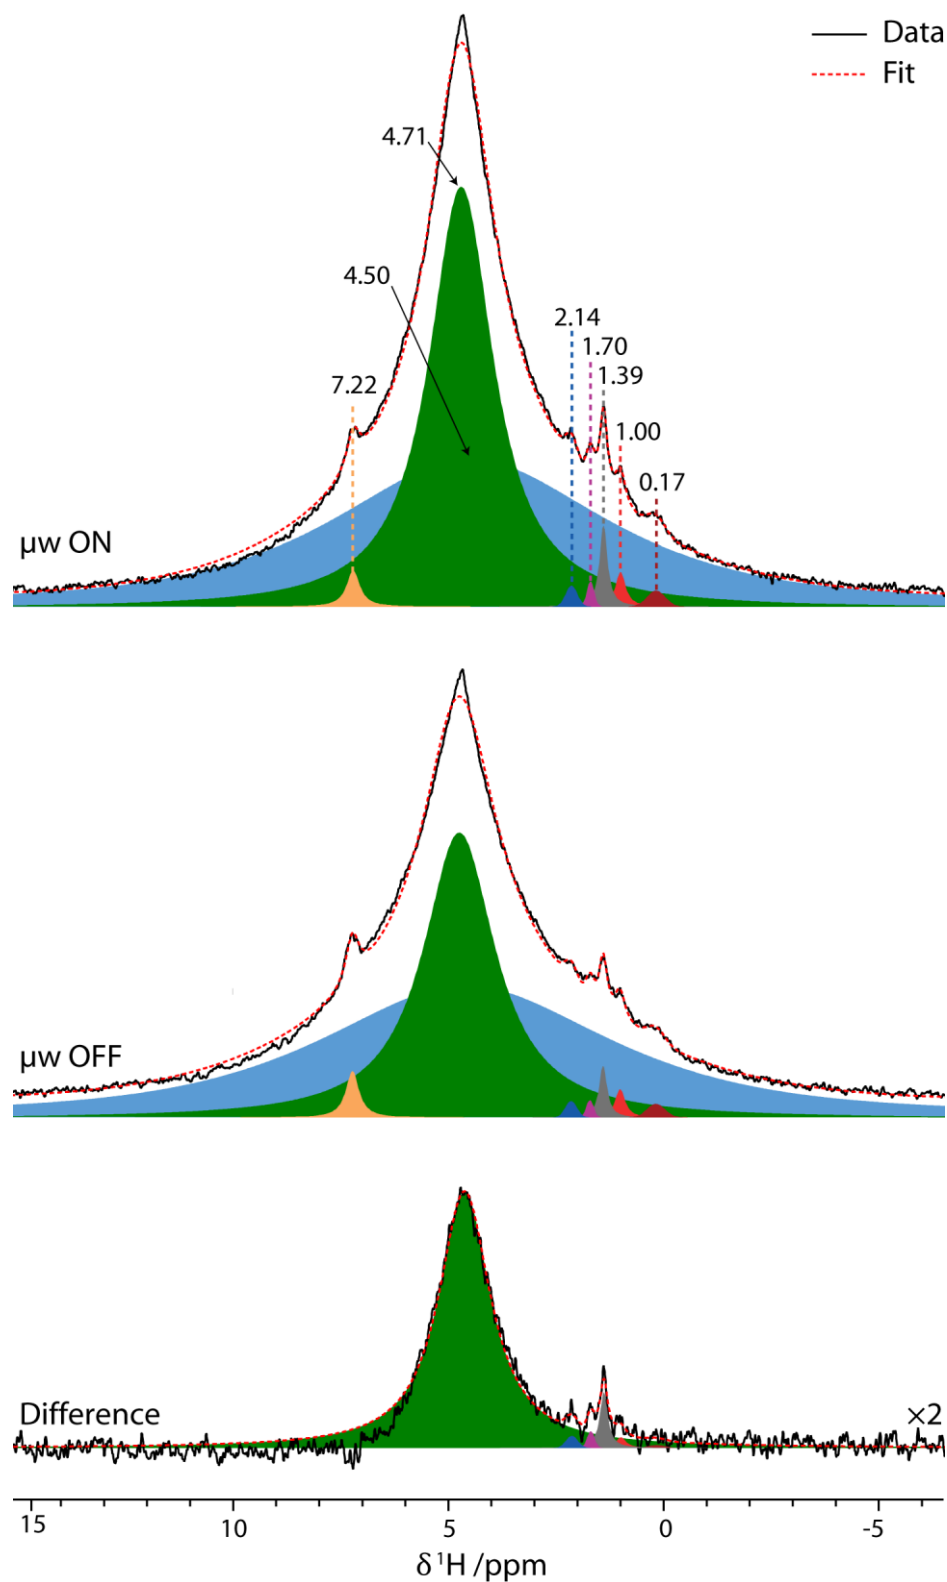 Data
Fit
4.71
4.50
7.22
2.14
1.70
1.39
1.00
0.17
μw ON
μw OFF
Difference
×2
15 10 5 0 -5
δ ¹H /ppm